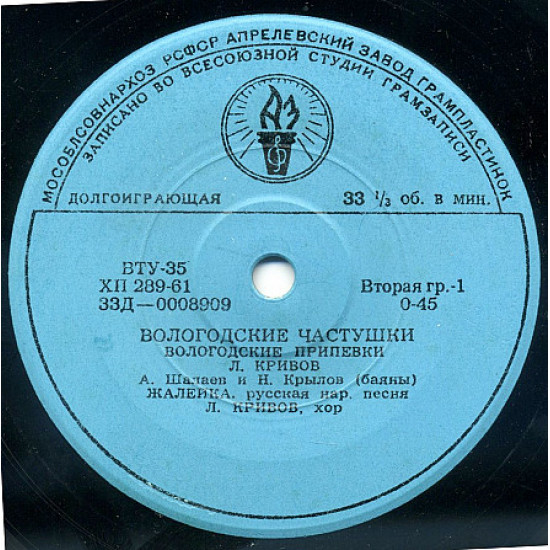 МОСОБЛСОВНАРХОЗ РСФСР АПРЕЛЕВСКИЙ ЗАВОД ГРАМПЛАСТИНОК
ЗАПИСАНО ВО ВСЕСОЮЗНОЙ СТУДИИ ГРАМЗАПИСИ
АЗ
ДОЛГОИГРАЮЩАЯ 33 1/3 об. в мин.
ВТУ-35
ХП 289-61 Вторая гр.-1
33Д—0008909 0-45
ВОЛОГОДСКИЕ ЧАСТУШКИ
ВОЛОГОДСКИЕ ПРИПЕВКИ
Л. КРИВОВ
А. Шалаев и Н. Крылов (баяны)
ЖАЛЕЙКА, русская нар. песня
Л. КРИВОВ, хор